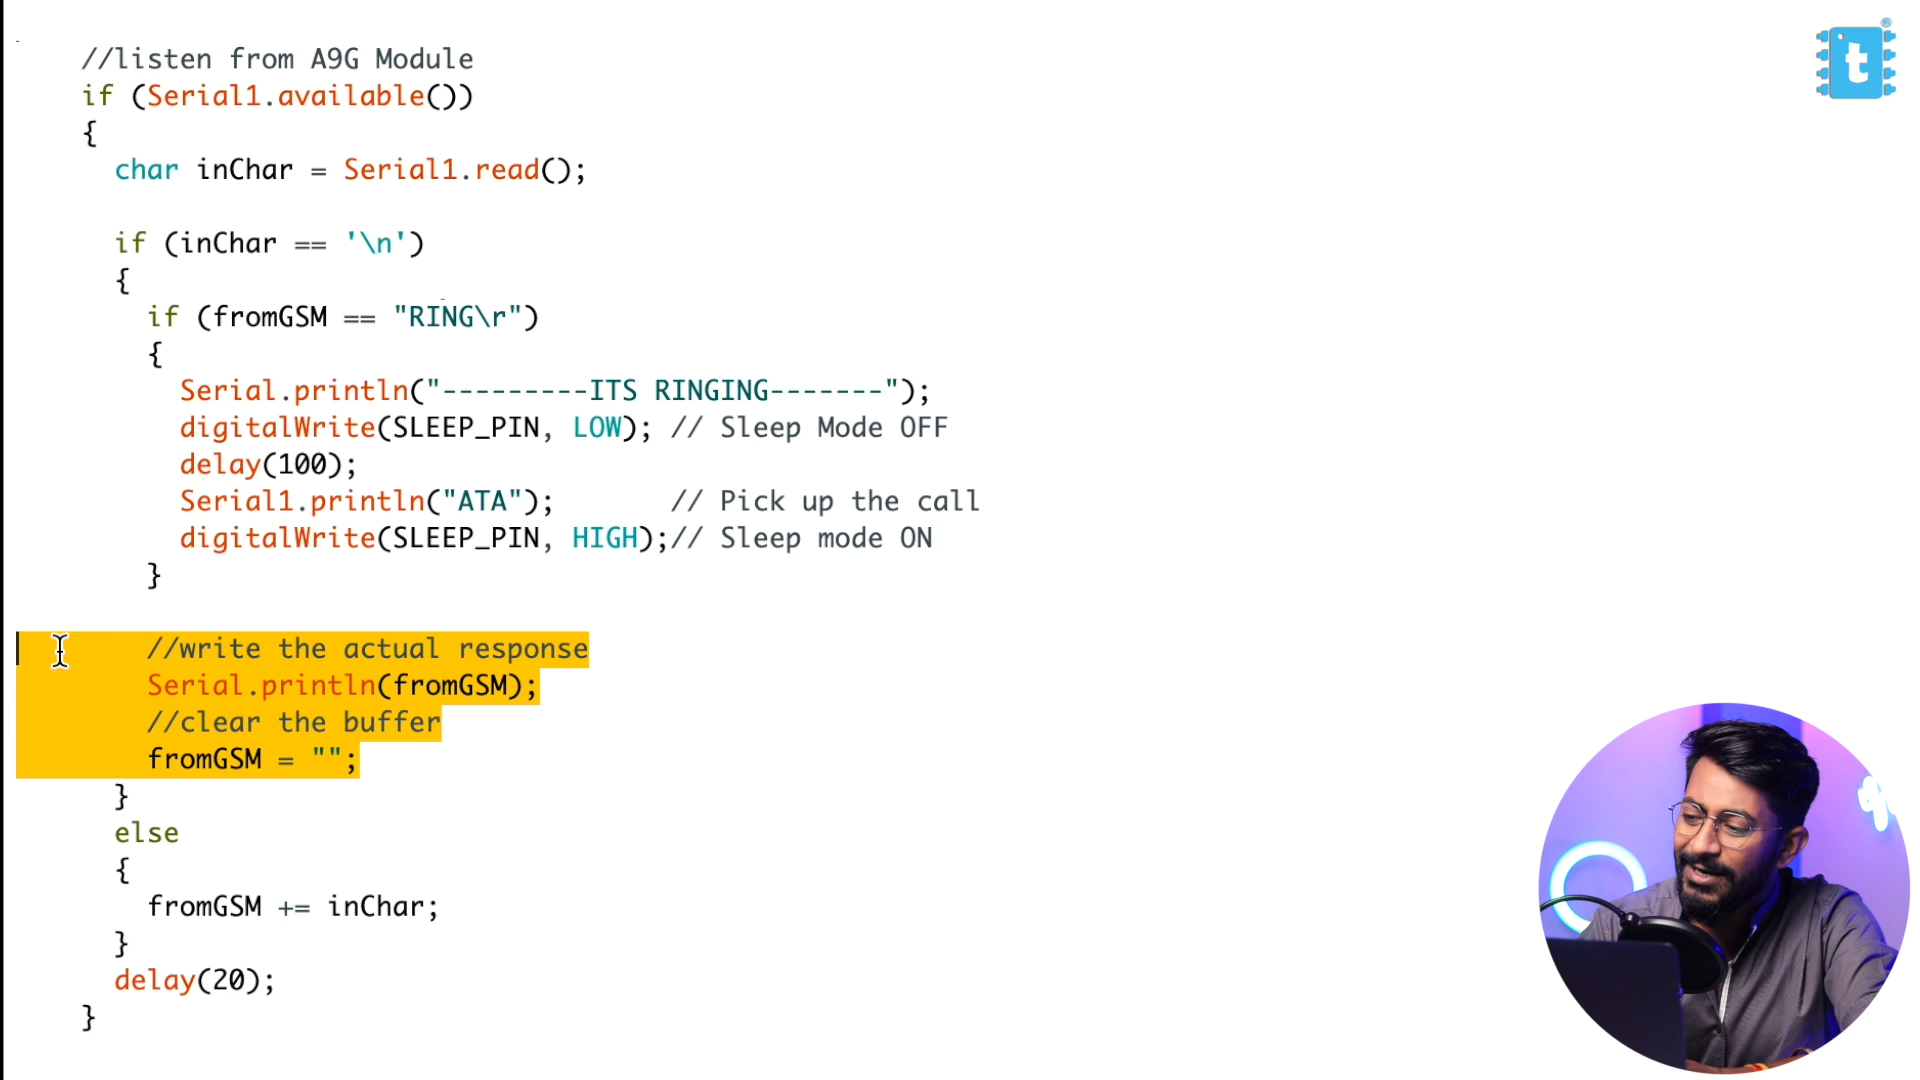 //listen from A9G Module
if (Serial1.available())
{
char inChar = Serial1.read();
if (inChar == '\n')
{
if (fromGSM == "RING\r")
{
Serial.println("---------ITS RINGING-------");
digitalWrite(SLEEP_PIN, LOW); // Sleep Mode OFF
delay(100);
Serial1.println("ATA"); // Pick up the call
digitalWrite(SLEEP_PIN, HIGH);// Sleep mode ON
}
//write the actual response
Serial.println(fromGSM);
//clear the buffer
fromGSM = "";
}
else
{
fromGSM += inChar;
}
delay(20);
}
t
®